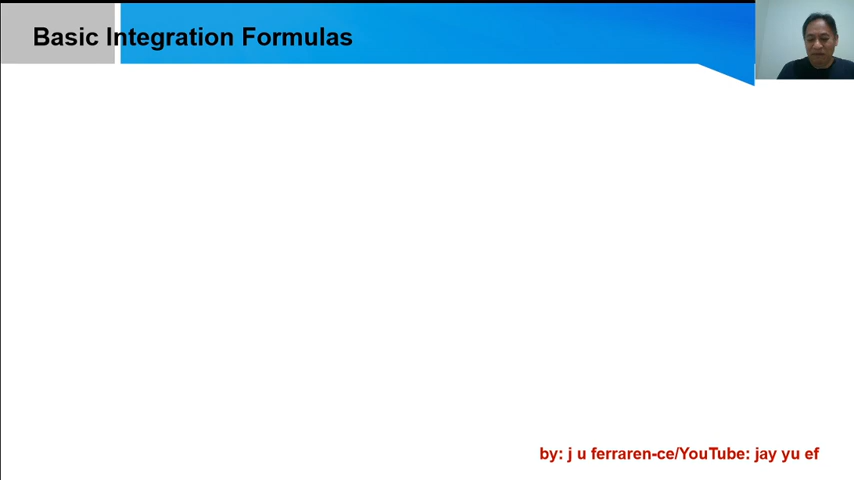 Basic Integration Formulas
by: j u ferraren-ce/YouTube: jay yu ef